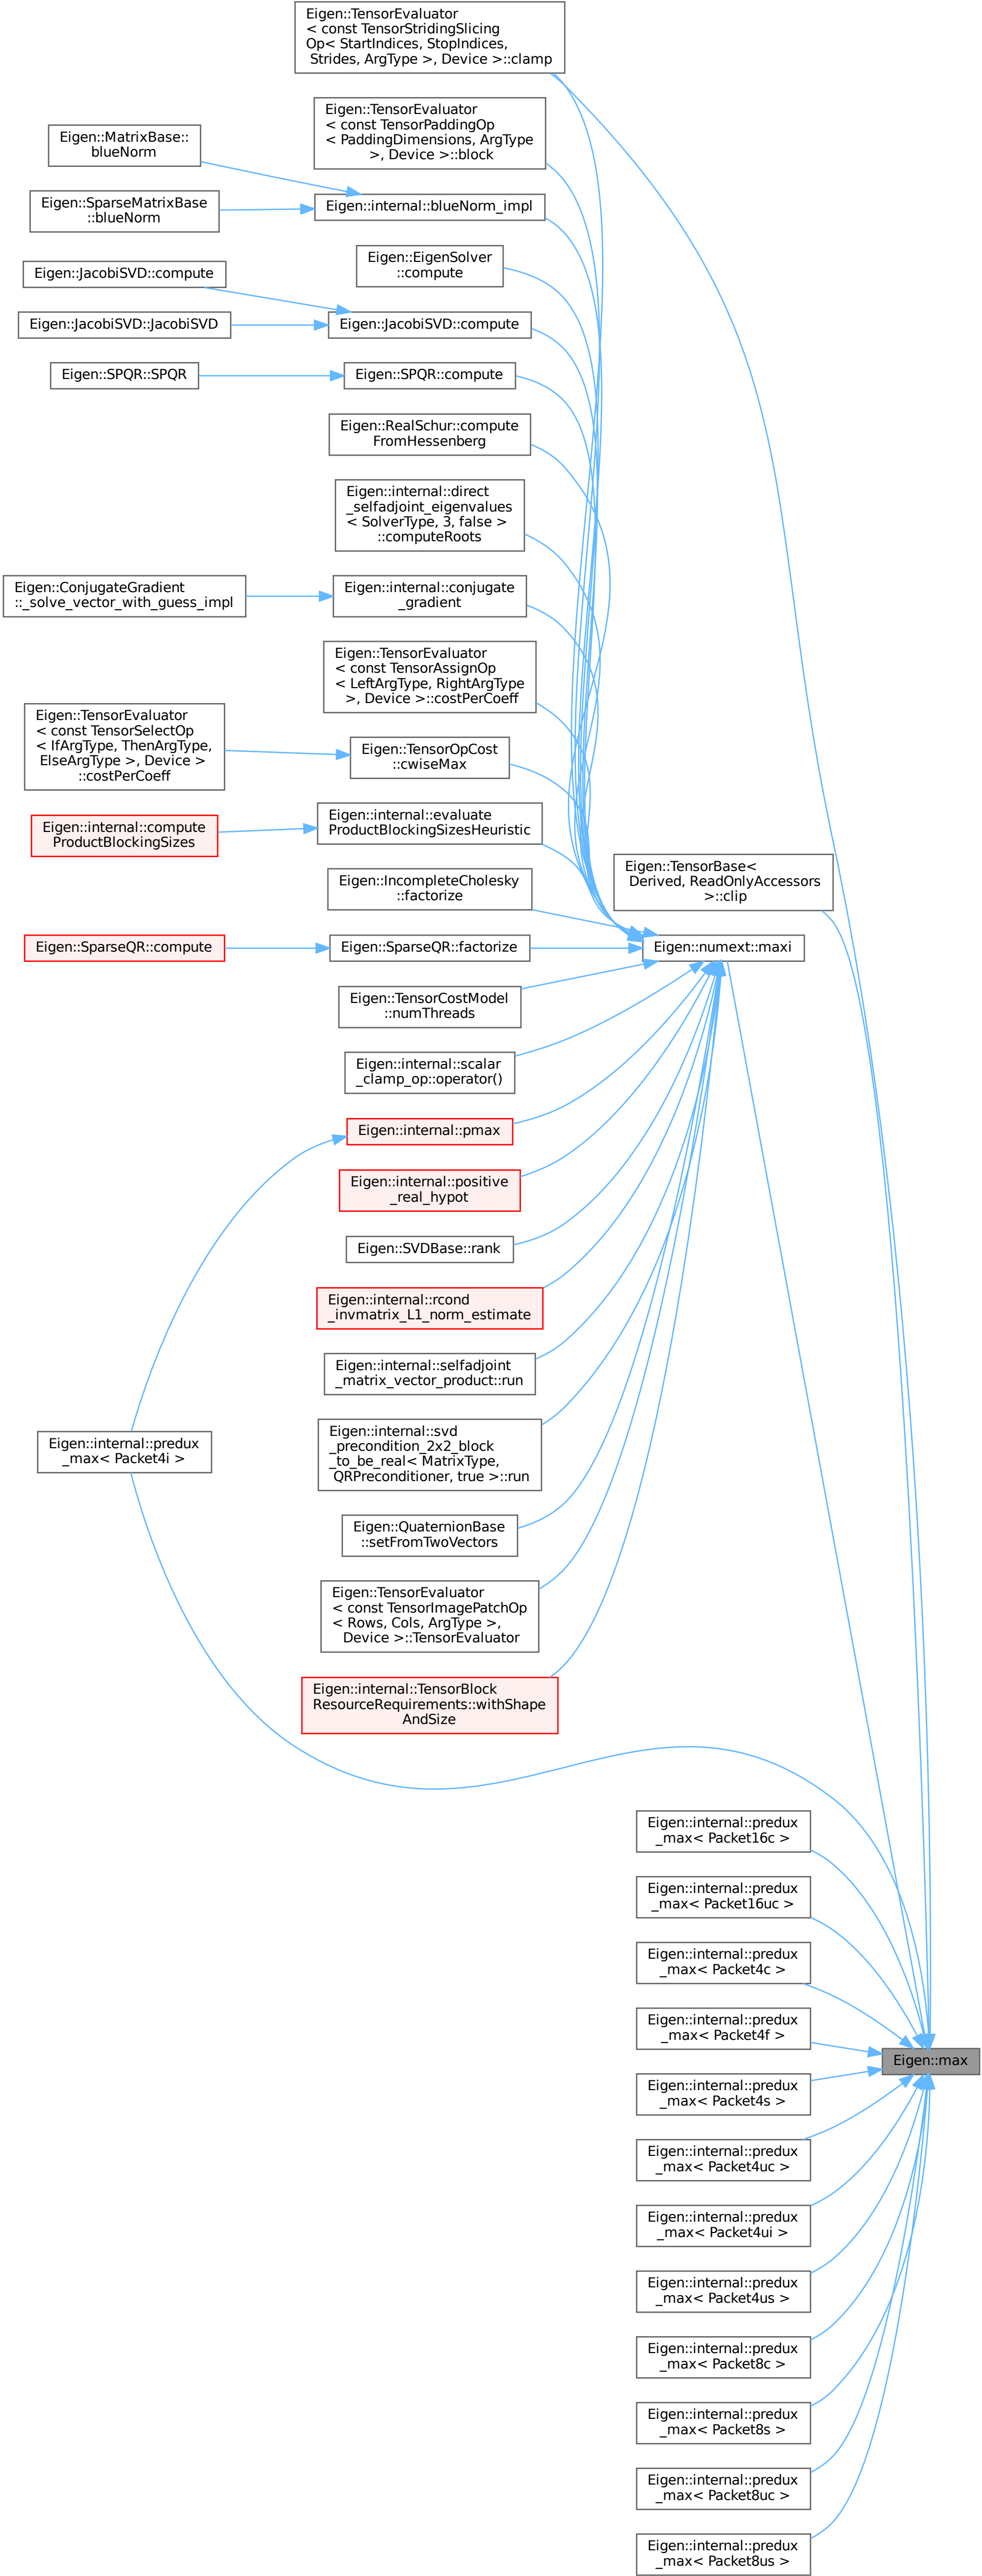 Eigen::TensorEvaluator
< const TensorStridingSlicing
Op< StartIndices, StopIndices,
Strides, ArgType >, Device >::clamp
Eigen::TensorEvaluator
< const TensorPaddingOp
< PaddingDimensions, ArgType
>, Device >::block
Eigen::MatrixBase::
blueNorm
Eigen::SparseMatrixBase
::blueNorm
Eigen::internal::blueNorm_impl
Eigen::EigenSolver
::compute
Eigen::JacobiSVD::compute
Eigen::JacobiSVD::JacobiSVD
Eigen::JacobiSVD::compute
Eigen::SPQR::SPQR
Eigen::SPQR::compute
Eigen::RealSchur::compute
FromHessenberg
Eigen::internal::direct
_selfadjoint_eigenvalues
< SolverType, 3, false >
::computeRoots
Eigen::ConjugateGradient
::_solve_vector_with_guess_impl
Eigen::internal::conjugate
_gradient
Eigen::TensorEvaluator
< const TensorAssignOp
< LeftArgType, RightArgType
>, Device >::costPerCoeff
Eigen::TensorEvaluator
< const TensorSelectOp
< IfArgType, ThenArgType,
ElseArgType >, Device >
::costPerCoeff
Eigen::TensorOpCost
::cwiseMax
Eigen::internal::compute
ProductBlockingSizes
Eigen::internal::evaluate
ProductBlockingSizesHeuristic
Eigen::TensorBase<
Derived, ReadOnlyAccessors
>::clip
Eigen::IncompleteCholesky
::factorize
Eigen::SparseQR::compute
Eigen::SparseQR::factorize
Eigen::numext::maxi
Eigen::TensorCostModel
::numThreads
Eigen::internal::scalar
_clamp_op::operator()
Eigen::internal::pmax
Eigen::internal::positive
_real_hypot
Eigen::SVDBase::rank
Eigen::internal::rcond
_invmatrix_L1_norm_estimate
Eigen::internal::selfadjoint
_matrix_vector_product::run
Eigen::internal::predux
_max< Packet4i >
Eigen::internal::svd
_precondition_2x2_block
_to_be_real< MatrixType,
QRPreconditioner, true >::run
Eigen::QuaternionBase
::setFromTwoVectors
Eigen::TensorEvaluator
< const TensorImagePatchOp
< Rows, Cols, ArgType >,
Device >::TensorEvaluator
Eigen::internal::TensorBlock
ResourceRequirements::withShape
AndSize
Eigen::internal::predux
_max< Packet16c >
Eigen::internal::predux
_max< Packet16uc >
Eigen::internal::predux
_max< Packet4c >
Eigen::internal::predux
_max< Packet4f >
Eigen::max
Eigen::internal::predux
_max< Packet4s >
Eigen::internal::predux
_max< Packet4uc >
Eigen::internal::predux
_max< Packet4ui >
Eigen::internal::predux
_max< Packet4us >
Eigen::internal::predux
_max< Packet8c >
Eigen::internal::predux
_max< Packet8s >
Eigen::internal::predux
_max< Packet8uc >
Eigen::internal::predux
_max< Packet8us >